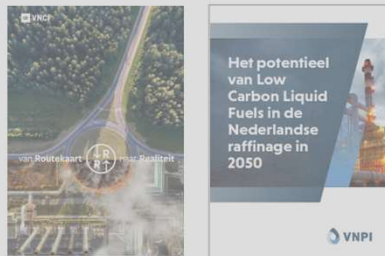 VNCI
van Routekaart naar Realiteit
Het potentieel
van Low
Carbon Liquid
Fuels in de
Nederlandse
raffinage in
2050
VNPI